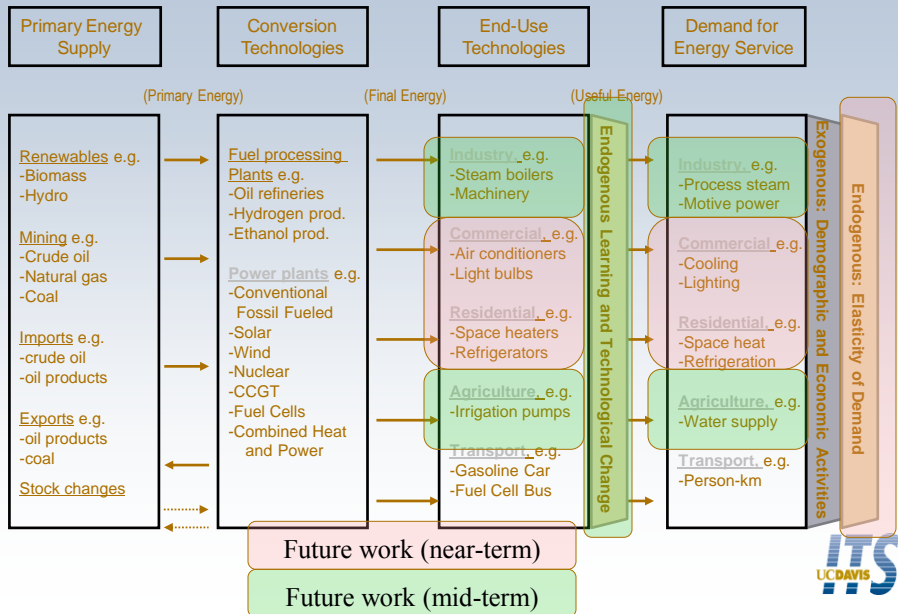 Primary Energy
Supply
Conversion
Technologies
End-Use
Technologies
Demand for
Energy Service
(Primary Energy)
(Final Energy)
(Useful Energy)
Renewables e.g.
-Biomass
-Hydro
Mining e.g.
-Crude oil
-Natural gas
-Coal
Imports e.g.
-crude oil
-oil products
Exports e.g.
-oil products
-coal
Stock changes
Fuel processing
Plants e.g.
-Oil refineries
-Hydrogen prod.
-Ethanol prod.
Power plants e.g.
-Conventional
Fossil Fueled
-Solar
-Wind
-Nuclear
-CCGT
-Fuel Cells
-Combined Heat
and Power
Industry, e.g.
-Steam boilers
-Machinery
Commercial, e.g.
-Air conditioners
-Light bulbs
Residential, e.g.
-Space heaters
-Refrigerators
Agriculture, e.g.
-Irrigation pumps
Transport, e.g.
-Gasoline Car
-Fuel Cell Bus
Endogenous Learning and Technological Change
Industry, e.g.
-Process steam
-Motive power
Commercial e.g.
-Cooling
-Lighting
Residential, e.g.
-Space heat
-Refrigeration
Agriculture, e.g.
-Water supply
Transport, e.g.
-Person-km
Exogenous: Demographic and Economic Activities
Endogenous: Elasticity of Demand
Future work (near-term)
Future work (mid-term)
ITS
UCDAVIS